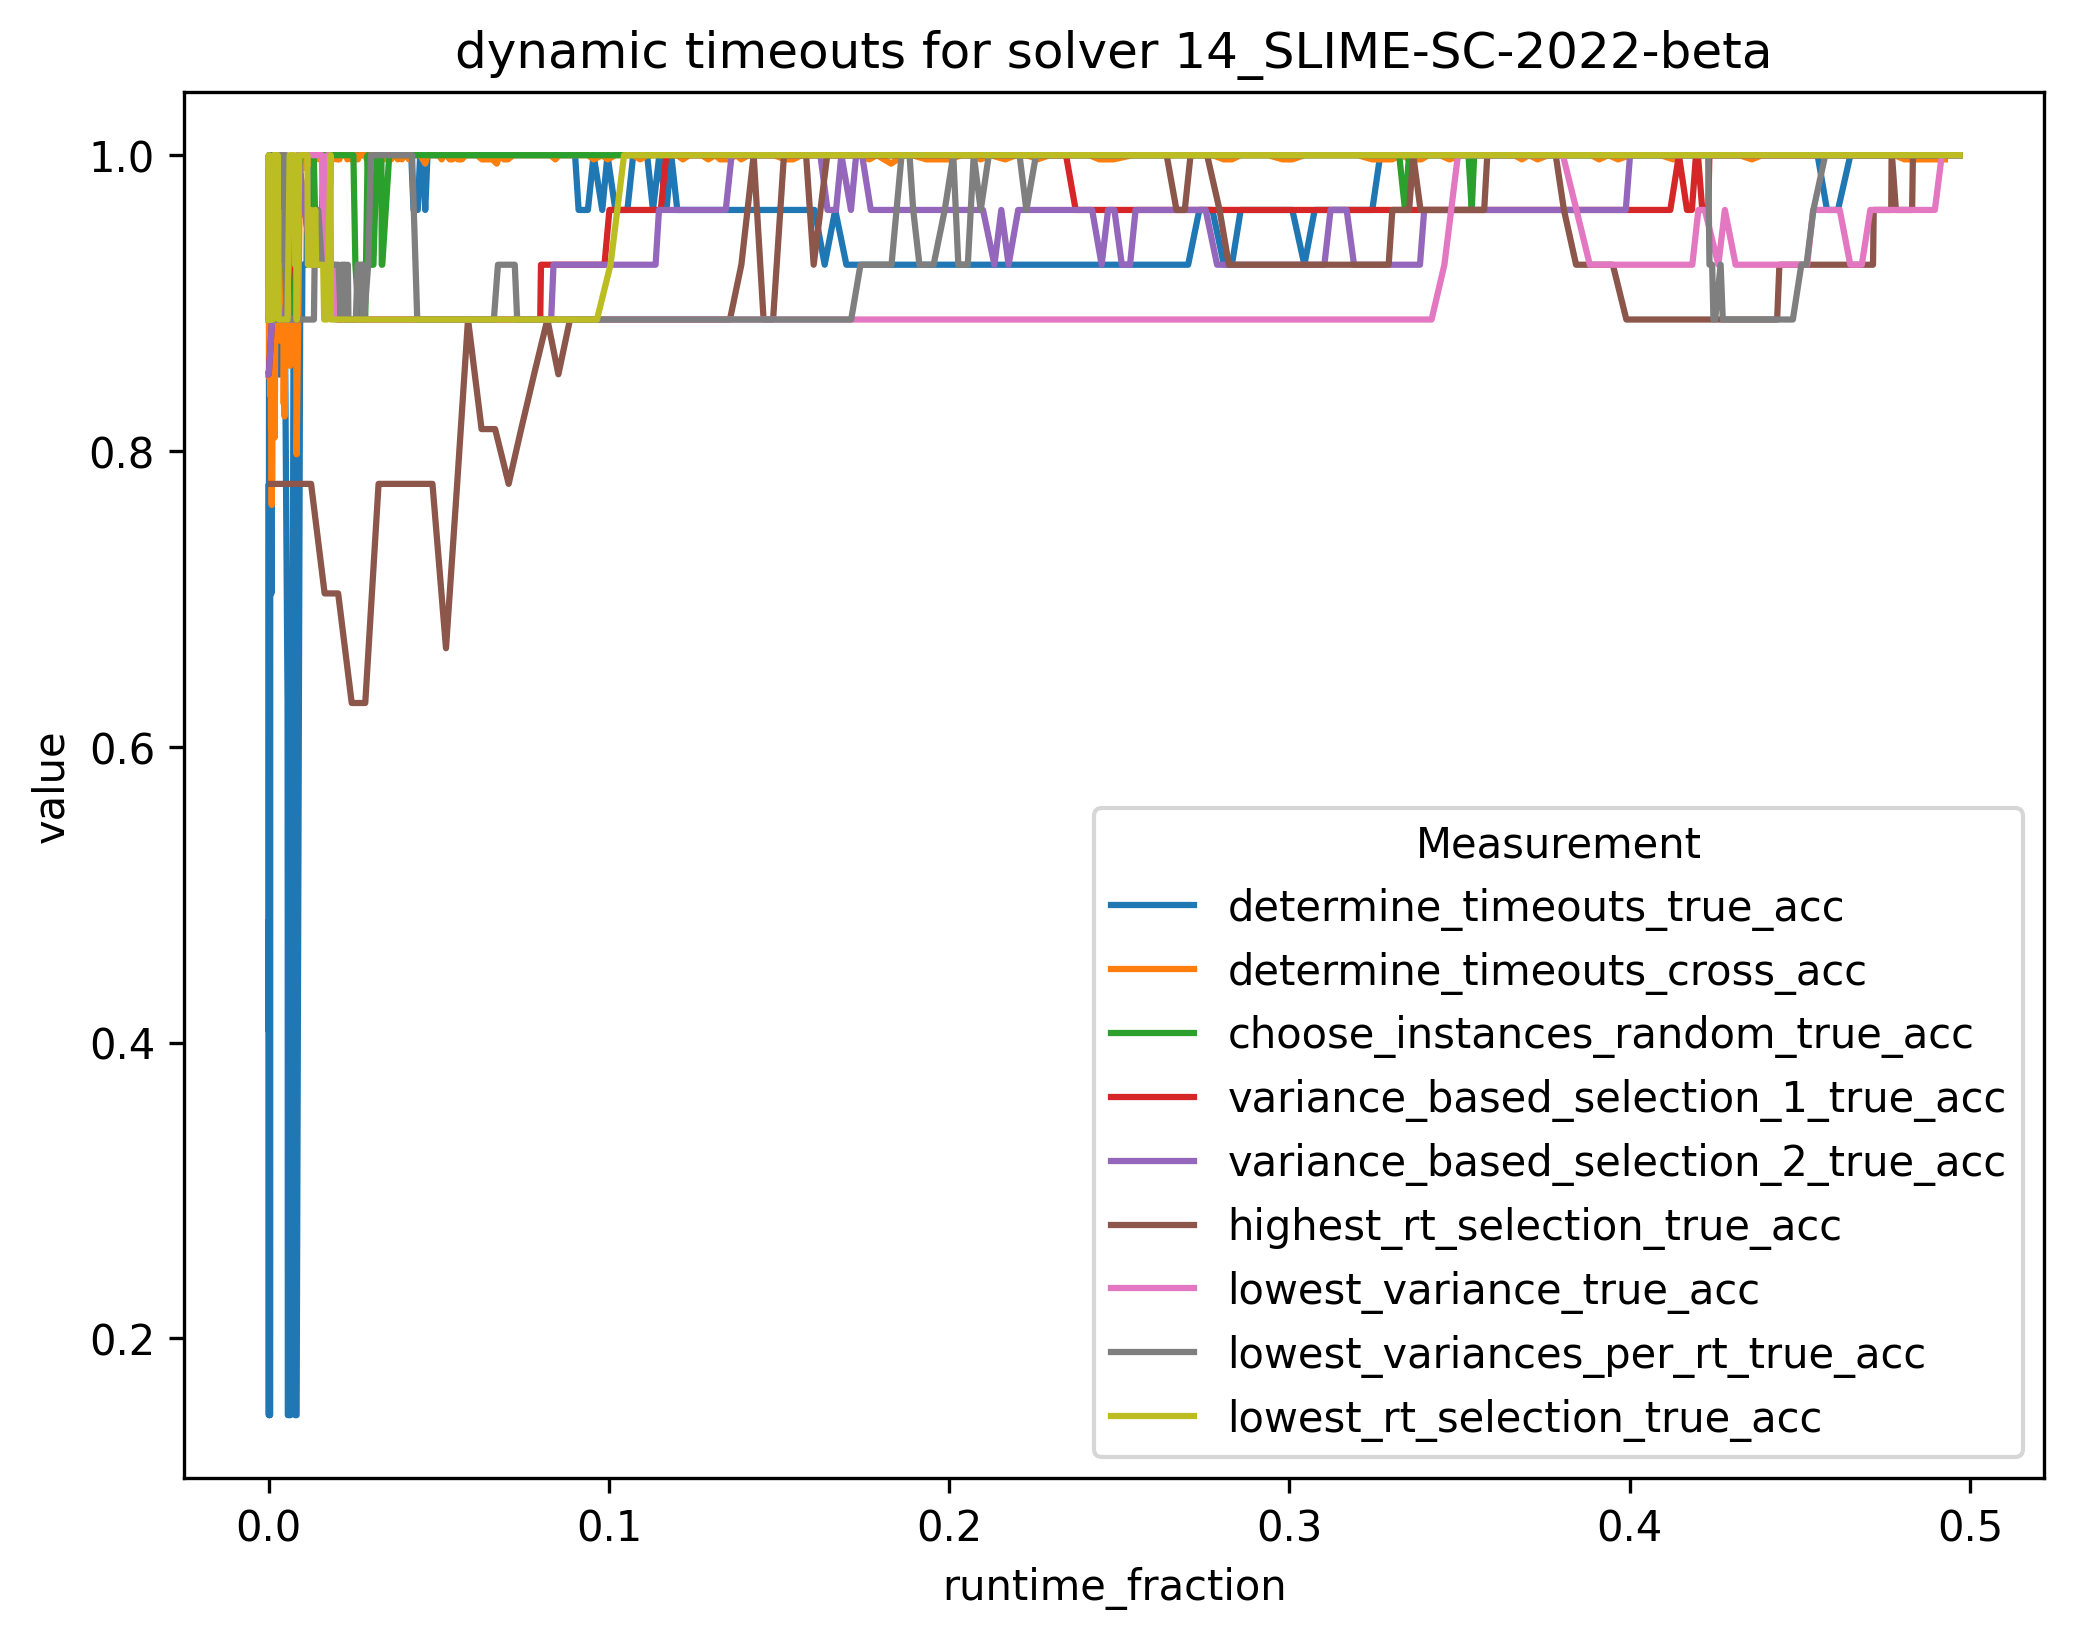 dynamic timeouts for solver 14_SLIME-SC-2022-beta
1.0
0.8
0.6
0.4
0.2
value
Measurement
determine_timeouts_true_acc
determine_timeouts_cross_acc
choose_instances_random_true_acc
variance_based_selection_1_true_acc
variance_based_selection_2_true_acc
highest_rt_selection_true_acc
lowest_variance_true_acc
lowest_variances_per_rt_true_acc
lowest_rt_selection_true_acc
0.0 0.1 0.2 0.3 0.4 0.5
runtime_fraction